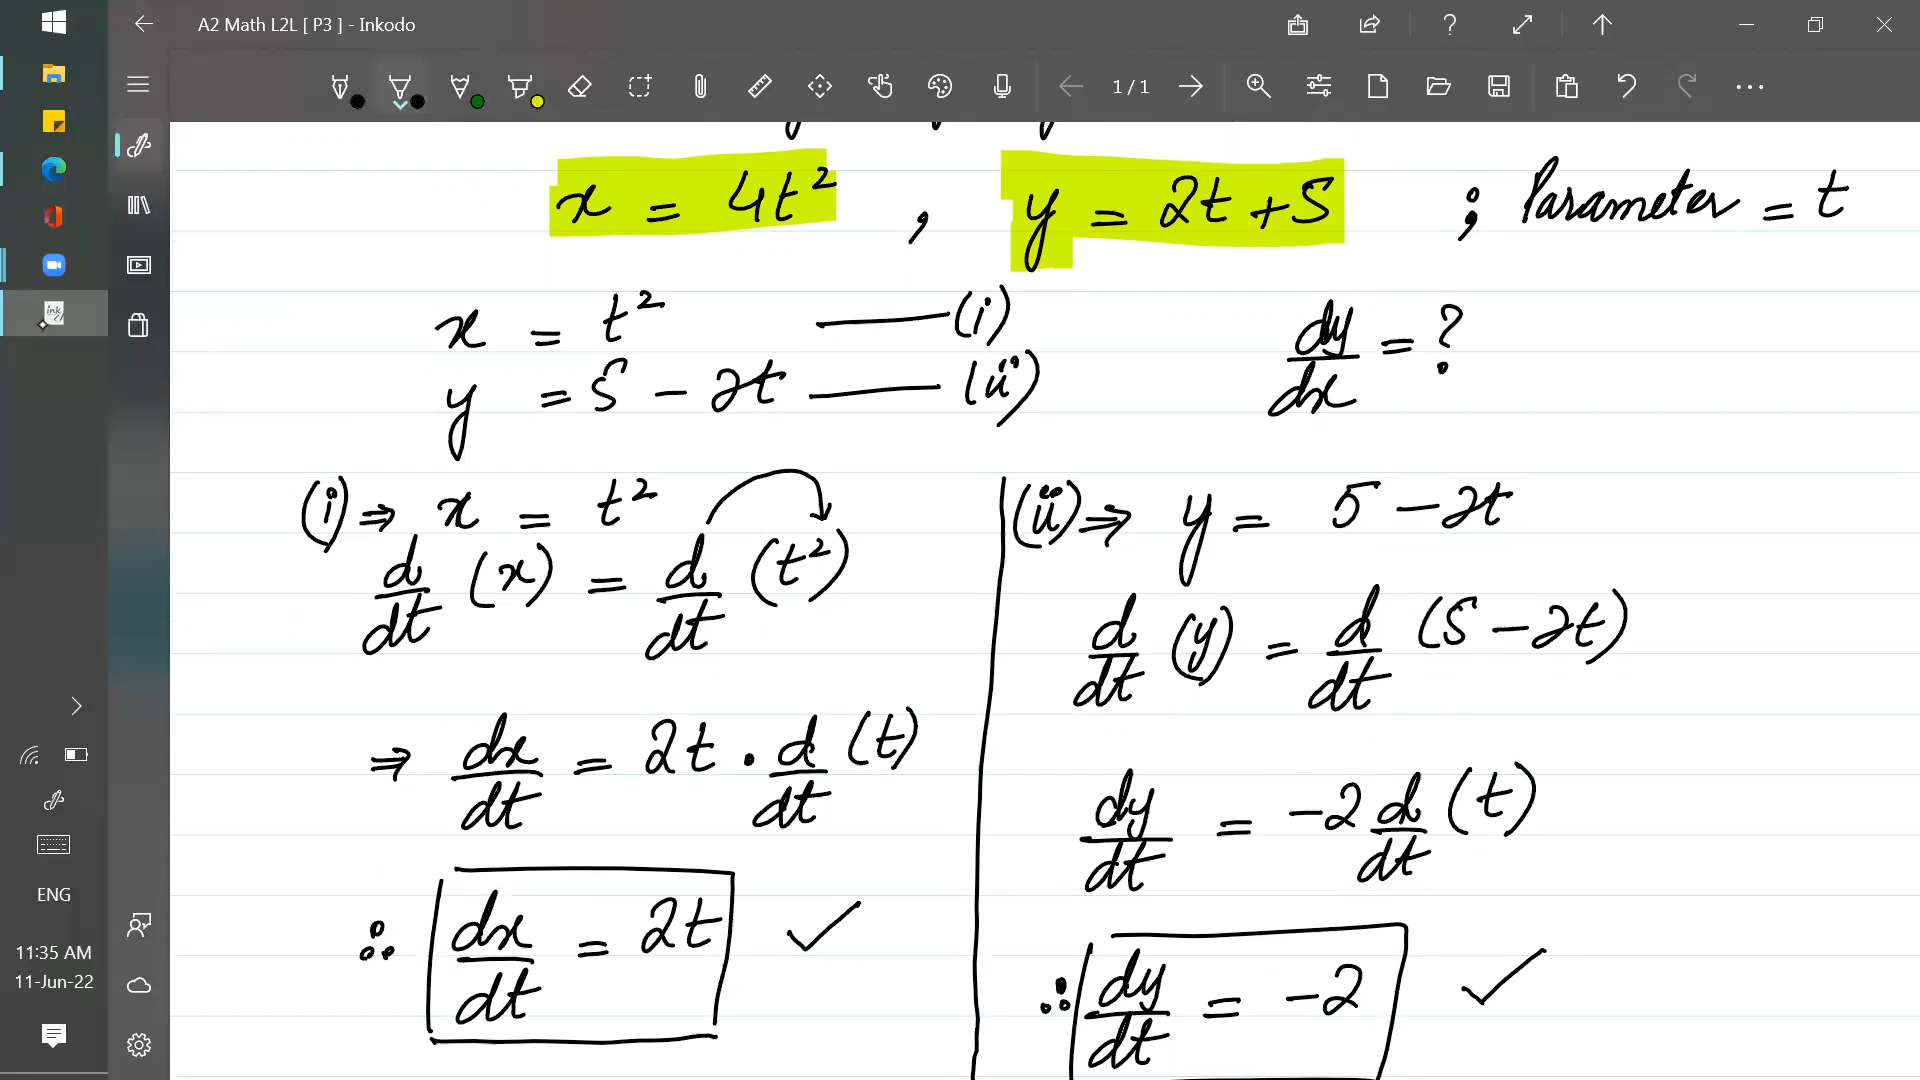 A2 Math L2L [ P3 ] - Inkodo
1 / 1
x = 4t² , y = 2t + 5 ; Parameter = t
x = t² ——— (i)
y = 5 - 2t ——— (ii)
dy/dx = ?
(i) ⇒ x = t²
d/dt (x) = d/dt (t²)
⇒ dx/dt = 2t · d/dt (t)
∴ dx/dt = 2t ✓
(ii) ⇒ y = 5 - 2t
d/dt (y) = d/dt (5 - 2t)
dy/dt = -2 d/dt (t)
∴ dy/dt = -2 ✓
ENG
11:35 AM
11-Jun-22